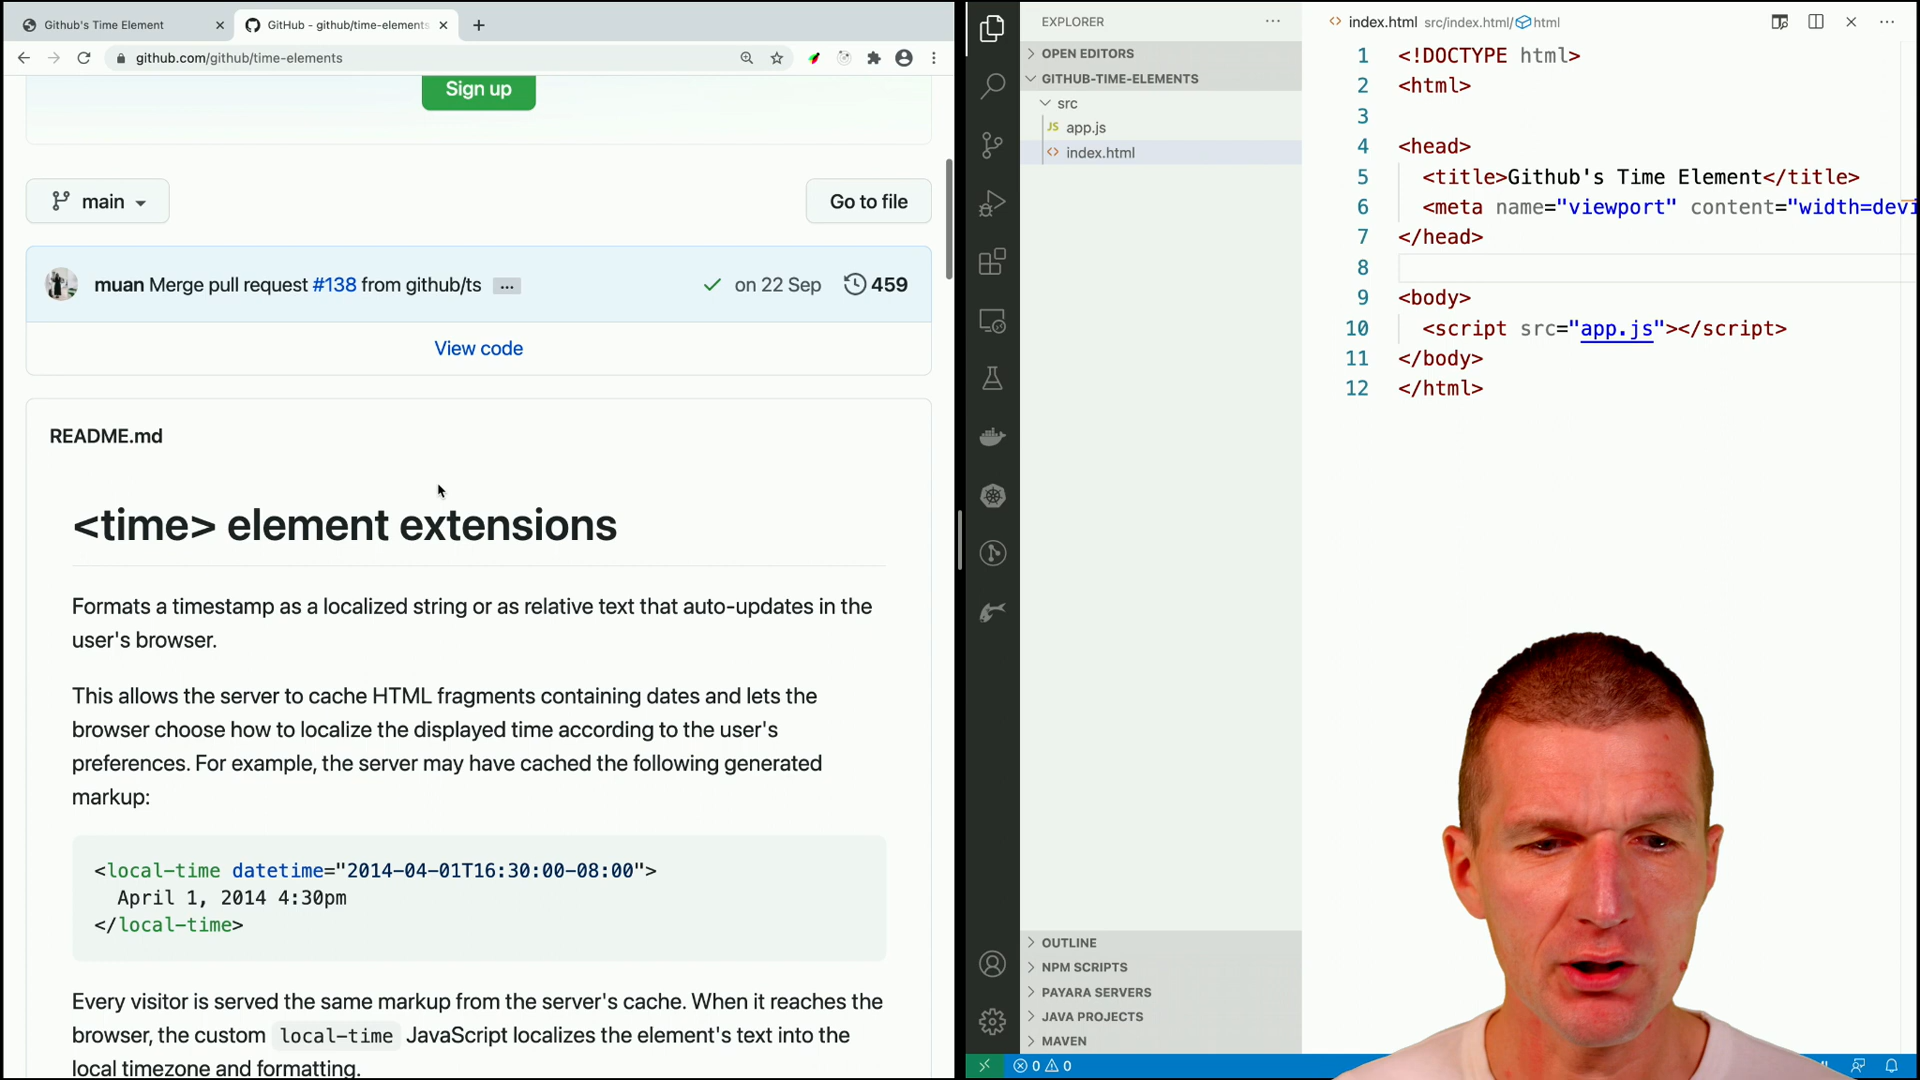 Github's Time Element
GitHub - github/time-elements
github.com/github/time-elements
Sign up
main
Go to file
muan Merge pull request #138 from github/ts ...
on 22 Sep
459
View code
README.md
<time> element extensions
Formats a timestamp as a localized string or as relative text that auto-updates in the
user's browser.
This allows the server to cache HTML fragments containing dates and lets the
browser choose how to localize the displayed time according to the user's
preferences. For example, the server may have cached the following generated
markup:
<local-time datetime="2014-04-01T16:30:00-08:00">
April 1, 2014 4:30pm
</local-time>
Every visitor is served the same markup from the server's cache. When it reaches the
browser, the custom local-time JavaScript localizes the element's text into the
local timezone and formatting.
EXPLORER
OPEN EDITORS
GITHUB-TIME-ELEMENTS
src
JS app.js
<> index.html
OUTLINE
NPM SCRIPTS
PAYARA SERVERS
JAVA PROJECTS
MAVEN
0 0
<> index.html src/index.html/ html
1 <!DOCTYPE html>
2 <html>
3
4 <head>
5 <title>Github's Time Element</title>
6 <meta name="viewport" content="width=devi
7 </head>
8
9 <body>
10 <script src="app.js"></script>
11 </body>
12 </html>